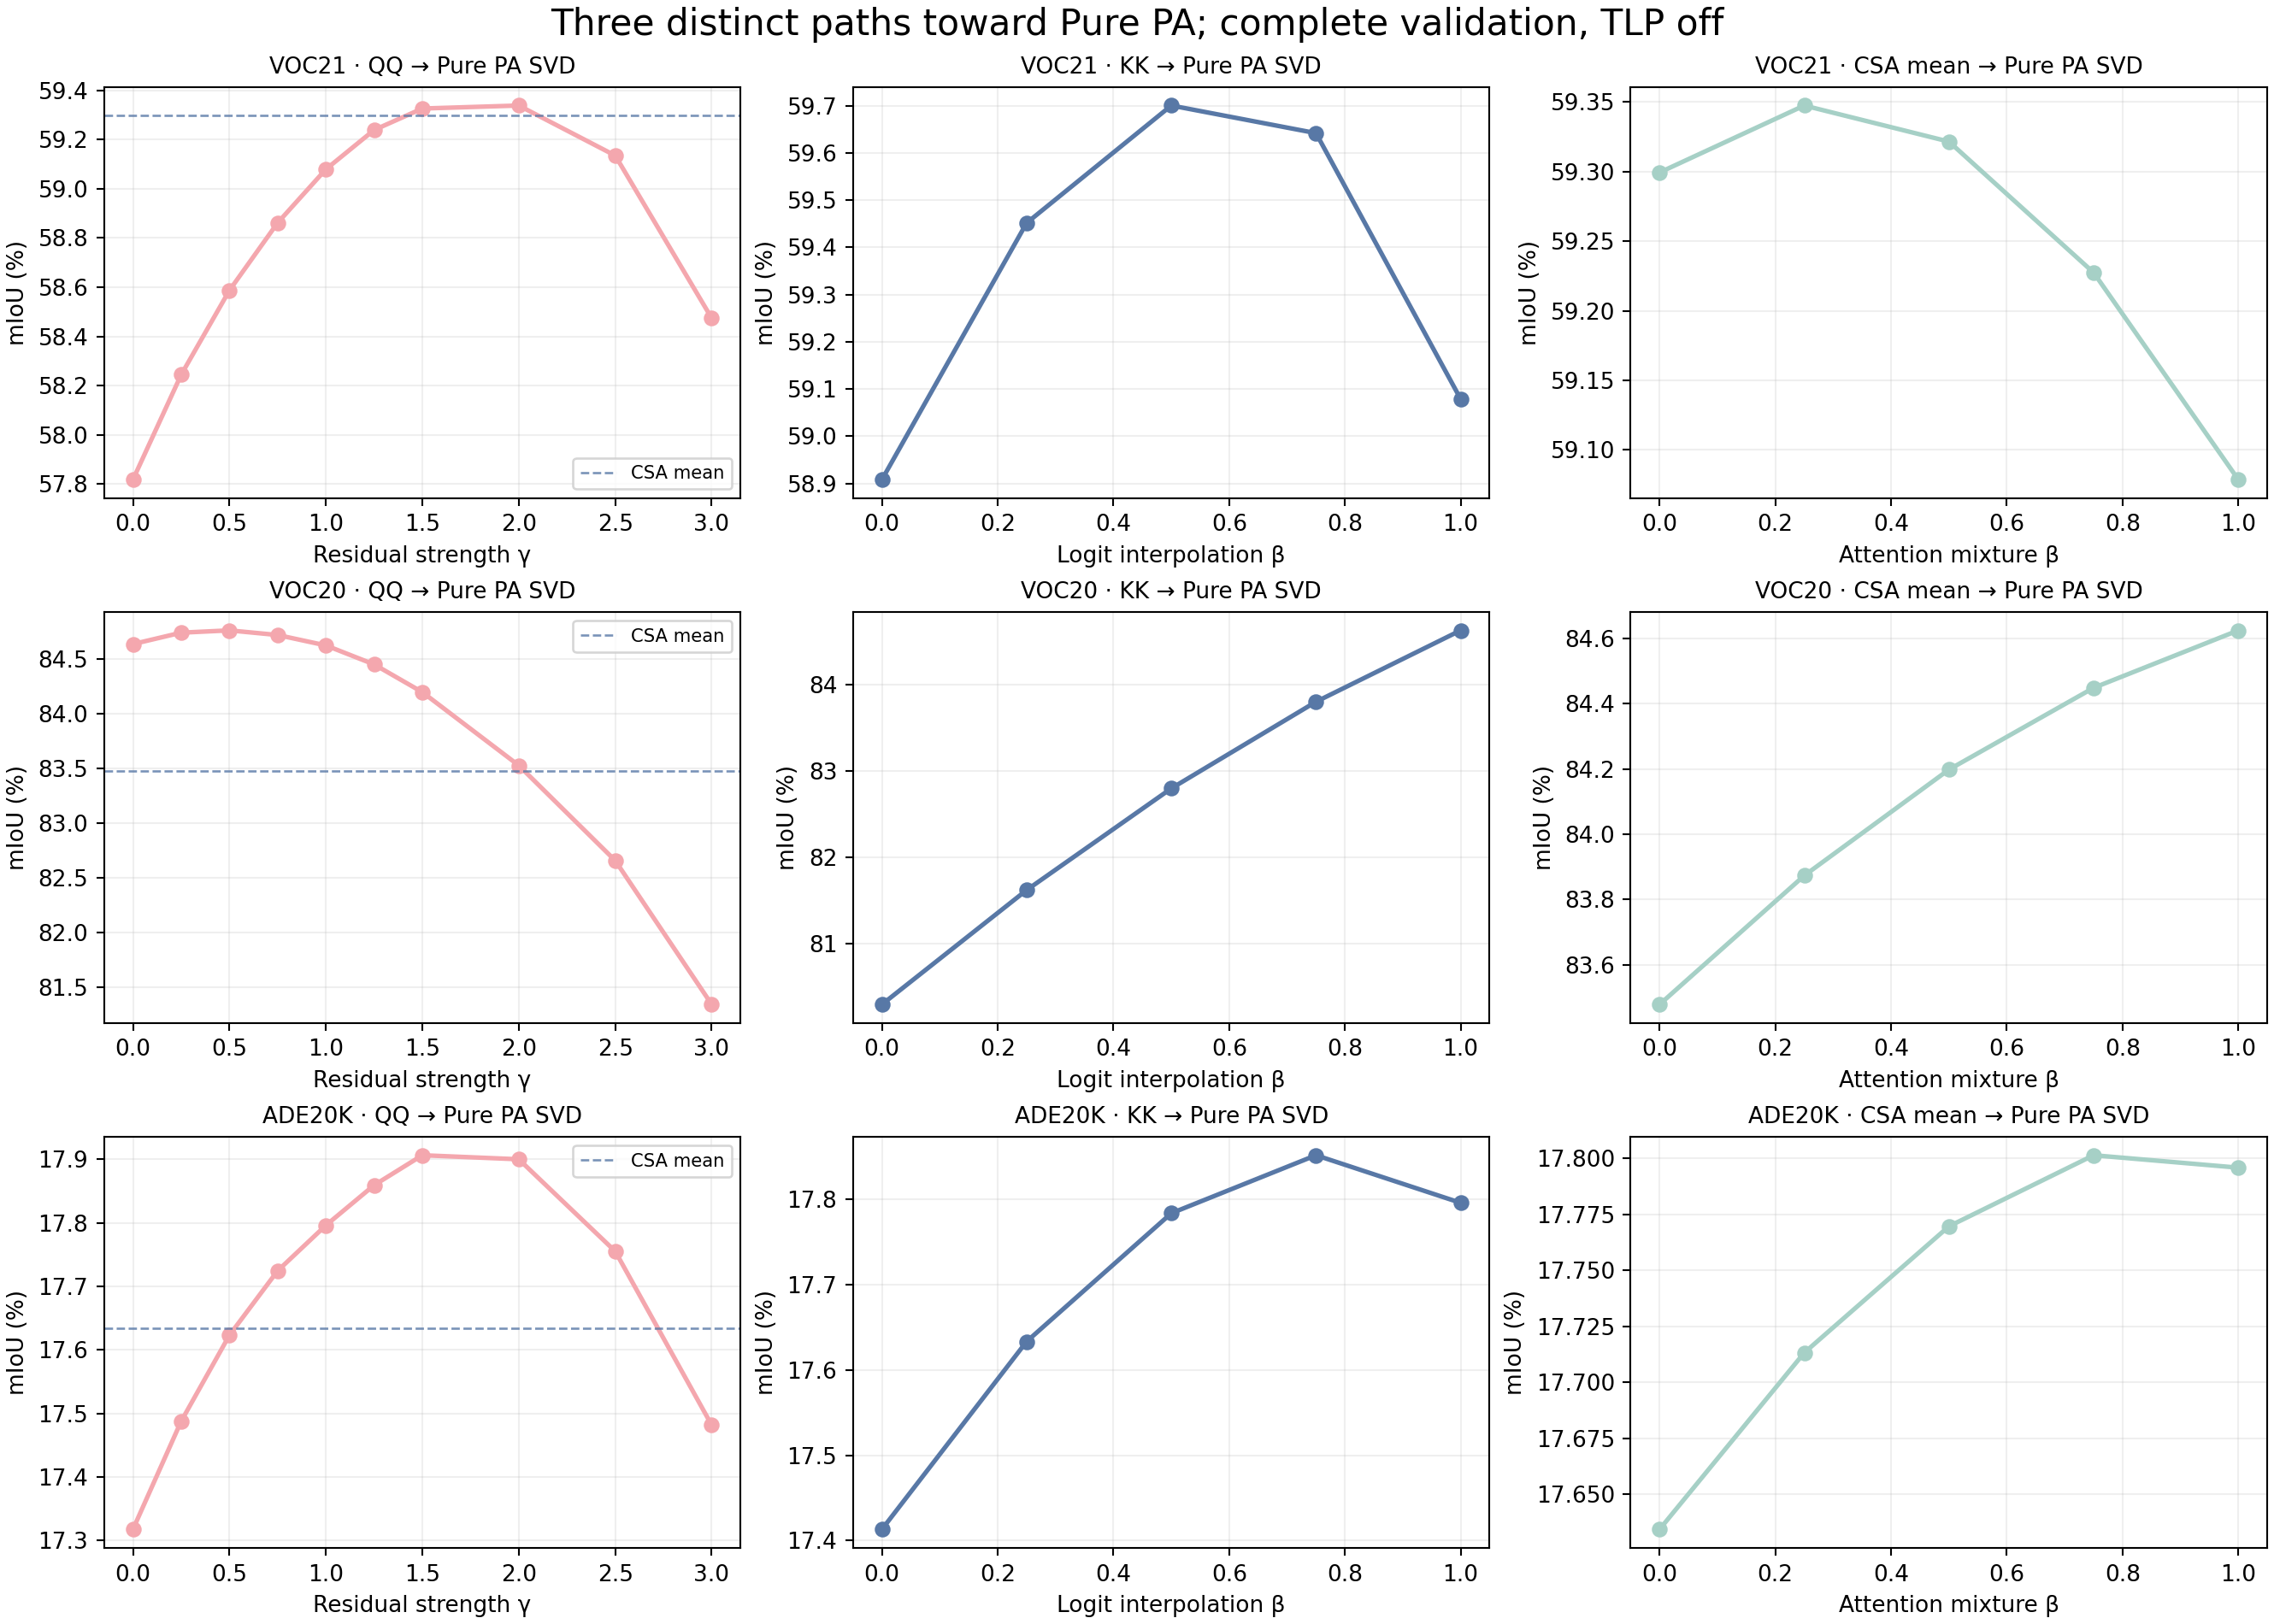 Three distinct paths toward Pure PA; complete validation, TLP off
VOC21 · QQ → Pure PA SVD
59.4
59.2
59.0
58.8
58.6
58.4
58.2
58.0
57.8
mIoU (%)
CSA mean
0.0 0.5 1.0 1.5 2.0 2.5 3.0
Residual strength γ
VOC21 · KK → Pure PA SVD
59.7
59.6
59.5
59.4
59.3
59.2
59.1
59.0
58.9
mIoU (%)
0.0 0.2 0.4 0.6 0.8 1.0
Logit interpolation β
VOC21 · CSA mean → Pure PA SVD
59.35
59.30
59.25
59.20
59.15
59.10
mIoU (%)
0.0 0.2 0.4 0.6 0.8 1.0
Attention mixture β
VOC20 · QQ → Pure PA SVD
84.5
84.0
83.5
83.0
82.5
82.0
81.5
mIoU (%)
CSA mean
0.0 0.5 1.0 1.5 2.0 2.5 3.0
Residual strength γ
VOC20 · KK → Pure PA SVD
84
83
82
81
mIoU (%)
0.0 0.2 0.4 0.6 0.8 1.0
Logit interpolation β
VOC20 · CSA mean → Pure PA SVD
84.6
84.4
84.2
84.0
83.8
83.6
mIoU (%)
0.0 0.2 0.4 0.6 0.8 1.0
Attention mixture β
ADE20K · QQ → Pure PA SVD
17.9
17.8
17.7
17.6
17.5
17.4
17.3
mIoU (%)
CSA mean
0.0 0.5 1.0 1.5 2.0 2.5 3.0
Residual strength γ
ADE20K · KK → Pure PA SVD
17.8
17.7
17.6
17.5
17.4
mIoU (%)
0.0 0.2 0.4 0.6 0.8 1.0
Logit interpolation β
ADE20K · CSA mean → Pure PA SVD
17.800
17.775
17.750
17.725
17.700
17.675
17.650
mIoU (%)
0.0 0.2 0.4 0.6 0.8 1.0
Attention mixture β